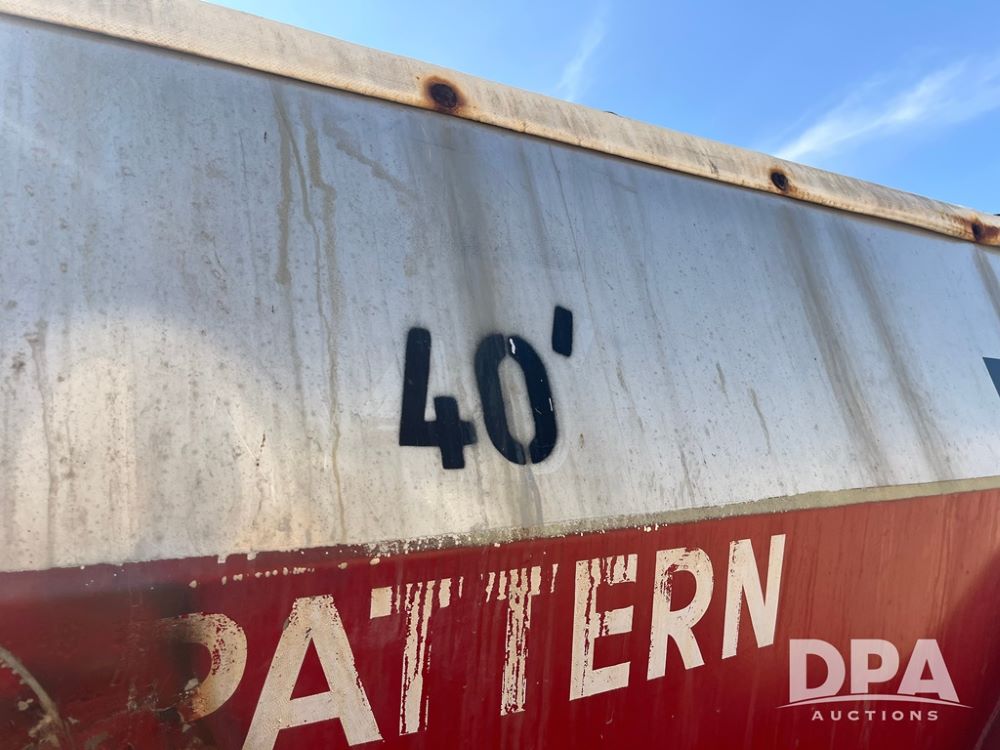 40'
PATTERN
DPA
AUCTIONS